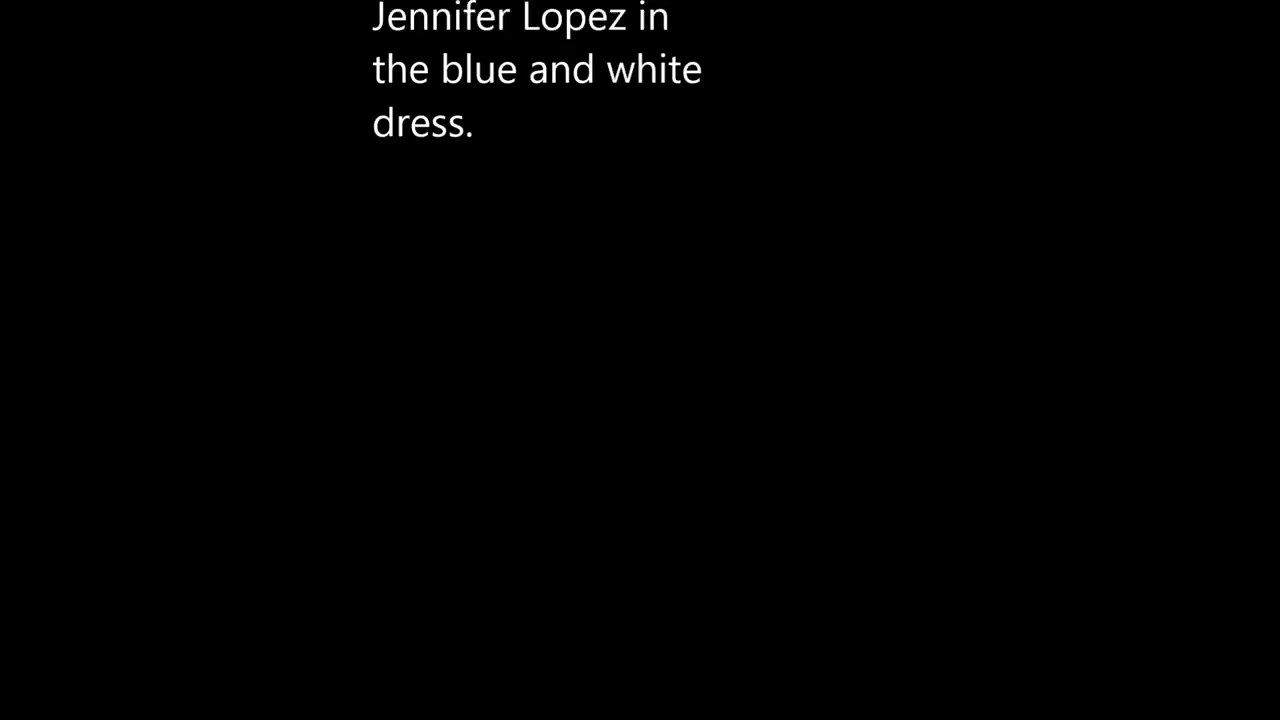 Jennifer Lopez in
the blue and white
dress.